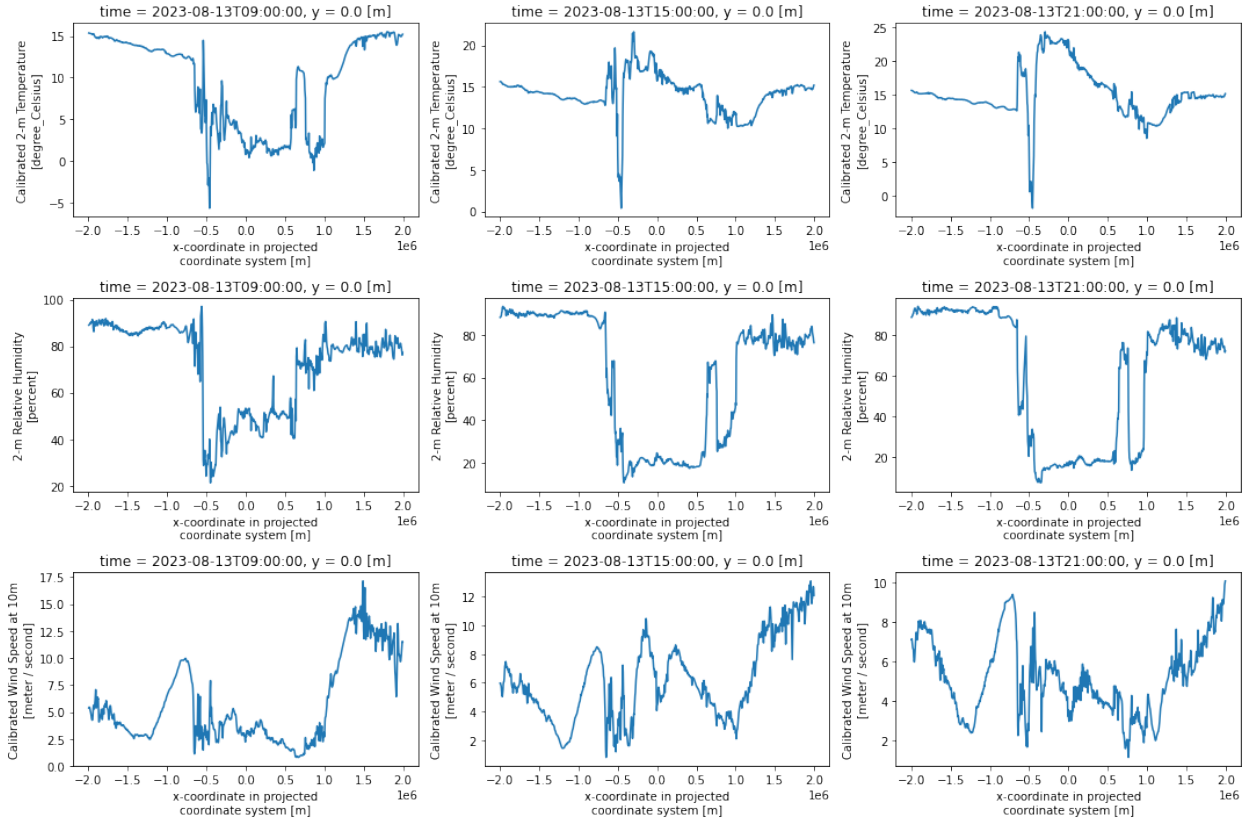 time = 2023-08-13T09:00:00, y = 0.0 [m]
Calibrated 2-m Temperature
[degree_Celsius]
15
10
5
0
−5
−2.0 −1.5 −1.0 −0.5 0.0 0.5 1.0 1.5 2.0
1e6
x-coordinate in projected
coordinate system [m]
time = 2023-08-13T15:00:00, y = 0.0 [m]
Calibrated 2-m Temperature
[degree_Celsius]
20
15
10
5
0
−2.0 −1.5 −1.0 −0.5 0.0 0.5 1.0 1.5 2.0
1e6
x-coordinate in projected
coordinate system [m]
time = 2023-08-13T21:00:00, y = 0.0 [m]
Calibrated 2-m Temperature
[degree_Celsius]
25
20
15
10
5
0
−2.0 −1.5 −1.0 −0.5 0.0 0.5 1.0 1.5 2.0
1e6
x-coordinate in projected
coordinate system [m]
time = 2023-08-13T09:00:00, y = 0.0 [m]
2-m Relative Humidity
[percent]
100
80
60
40
20
−2.0 −1.5 −1.0 −0.5 0.0 0.5 1.0 1.5 2.0
1e6
x-coordinate in projected
coordinate system [m]
time = 2023-08-13T15:00:00, y = 0.0 [m]
2-m Relative Humidity
[percent]
80
60
40
20
−2.0 −1.5 −1.0 −0.5 0.0 0.5 1.0 1.5 2.0
1e6
x-coordinate in projected
coordinate system [m]
time = 2023-08-13T21:00:00, y = 0.0 [m]
2-m Relative Humidity
[percent]
80
60
40
20
−2.0 −1.5 −1.0 −0.5 0.0 0.5 1.0 1.5 2.0
1e6
x-coordinate in projected
coordinate system [m]
time = 2023-08-13T09:00:00, y = 0.0 [m]
Calibrated Wind Speed at 10m
[meter / second]
17.5
15.0
12.5
10.0
7.5
5.0
2.5
0.0
−2.0 −1.5 −1.0 −0.5 0.0 0.5 1.0 1.5 2.0
1e6
x-coordinate in projected
coordinate system [m]
time = 2023-08-13T15:00:00, y = 0.0 [m]
Calibrated Wind Speed at 10m
[meter / second]
12
10
8
6
4
2
−2.0 −1.5 −1.0 −0.5 0.0 0.5 1.0 1.5 2.0
1e6
x-coordinate in projected
coordinate system [m]
time = 2023-08-13T21:00:00, y = 0.0 [m]
Calibrated Wind Speed at 10m
[meter / second]
10
8
6
4
2
−2.0 −1.5 −1.0 −0.5 0.0 0.5 1.0 1.5 2.0
1e6
x-coordinate in projected
coordinate system [m]